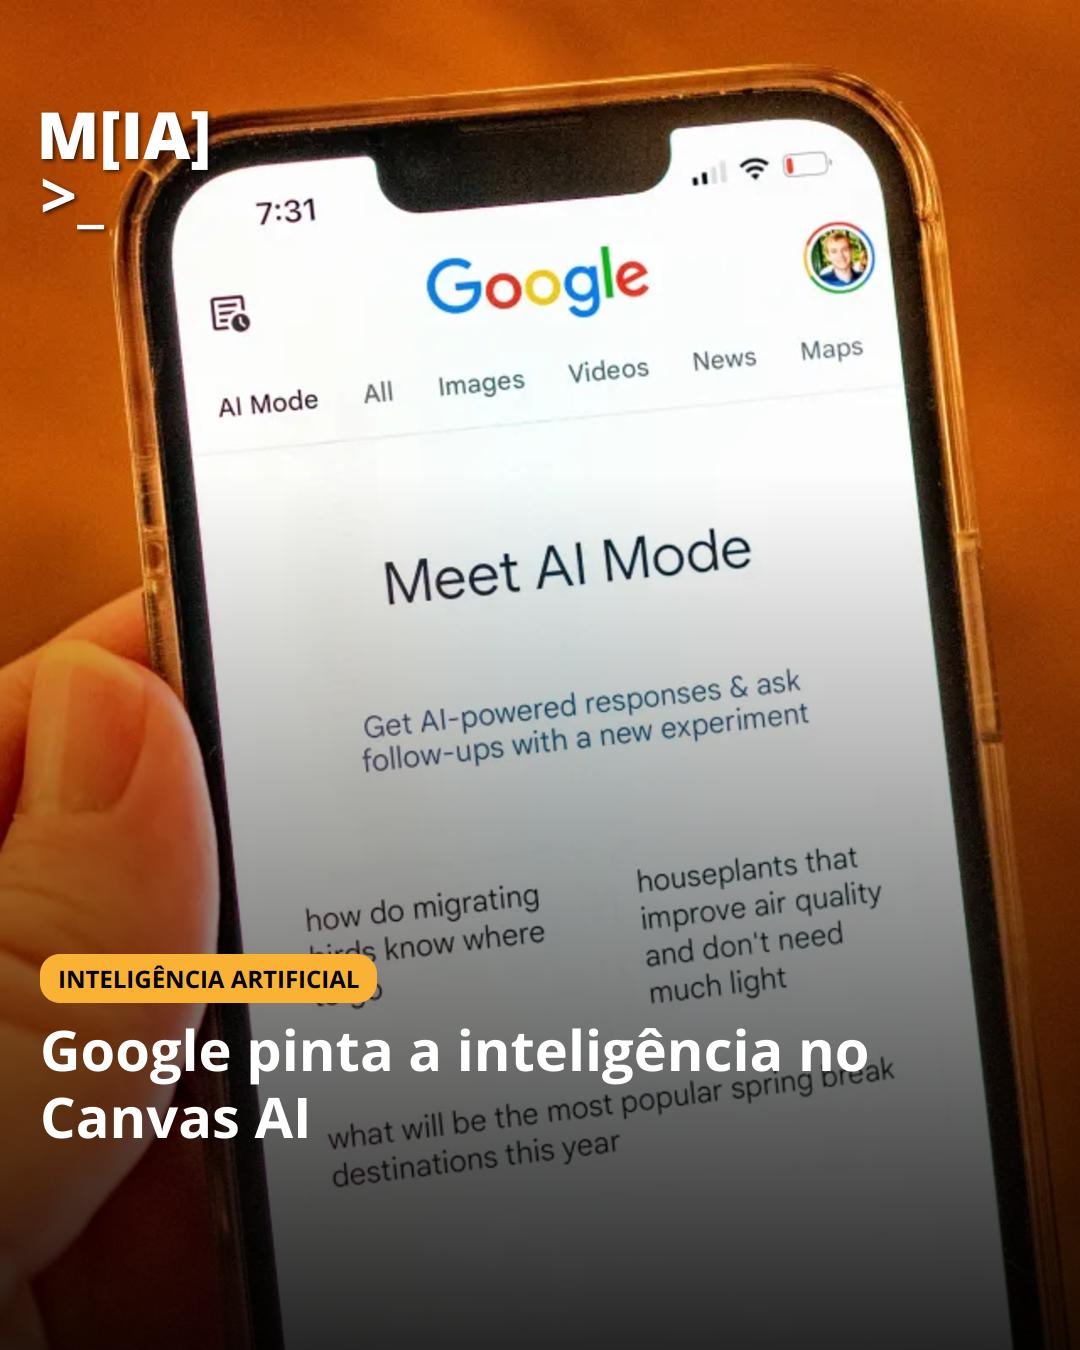 M[IA]
>_
7:31
Google
AI Mode All Images Videos News Maps
Meet AI Mode
Get AI-powered responses & ask
follow-ups with a new experiment
how do migrating
birds know where
to go
houseplants that
improve air quality
and don't need
much light
INTELIGÊNCIA ARTIFICIAL
Google pinta a inteligência no
Canvas AI
what will be the most popular spring break
destinations this year